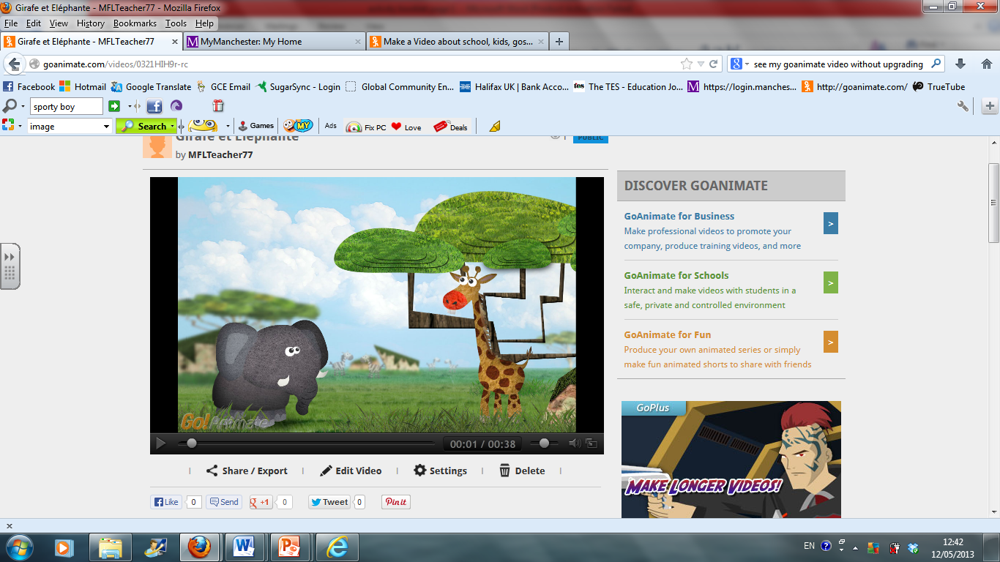 Girafe et Eléphante - MFLTeacher77 - Mozilla Firefox
File Edit View History Bookmarks Tools Help
Girafe et Eléphante - MFLTeacher77
MyManchester: My Home
Make a Video about school, kids, gos...
goanimate.com/videos/0321HIH9r-rc
see my goanimate video without upgrading
Facebook Hotmail Google Translate GCE Email SugarSync - Login Global Community En... Halifax UK | Bank Acco... tes The TES - Education Jo... https://login.manches... http://goanimate.com/ TrueTube
sporty boy
image Search Games MY Ads Fix PC Love Deals
Girafe et Eléphante
1 PUBLIC
by MFLTeacher77
Go!Animate
00:01 / 00:38
Share / Export Edit Video Settings Delete
Like 0 Send +1 0 Tweet 0 Pin it
DISCOVER GOANIMATE
GoAnimate for Business
Make professional videos to promote your
company, produce training videos, and more
>
GoAnimate for Schools
Interact and make videos with students in a
safe, private and controlled environment
>
GoAnimate for Fun
Produce your own animated series or simply
make fun animated shorts to share with friends
>
GoPlus
MAKE LONGER VIDEOS!
EN
12:42
12/05/2013